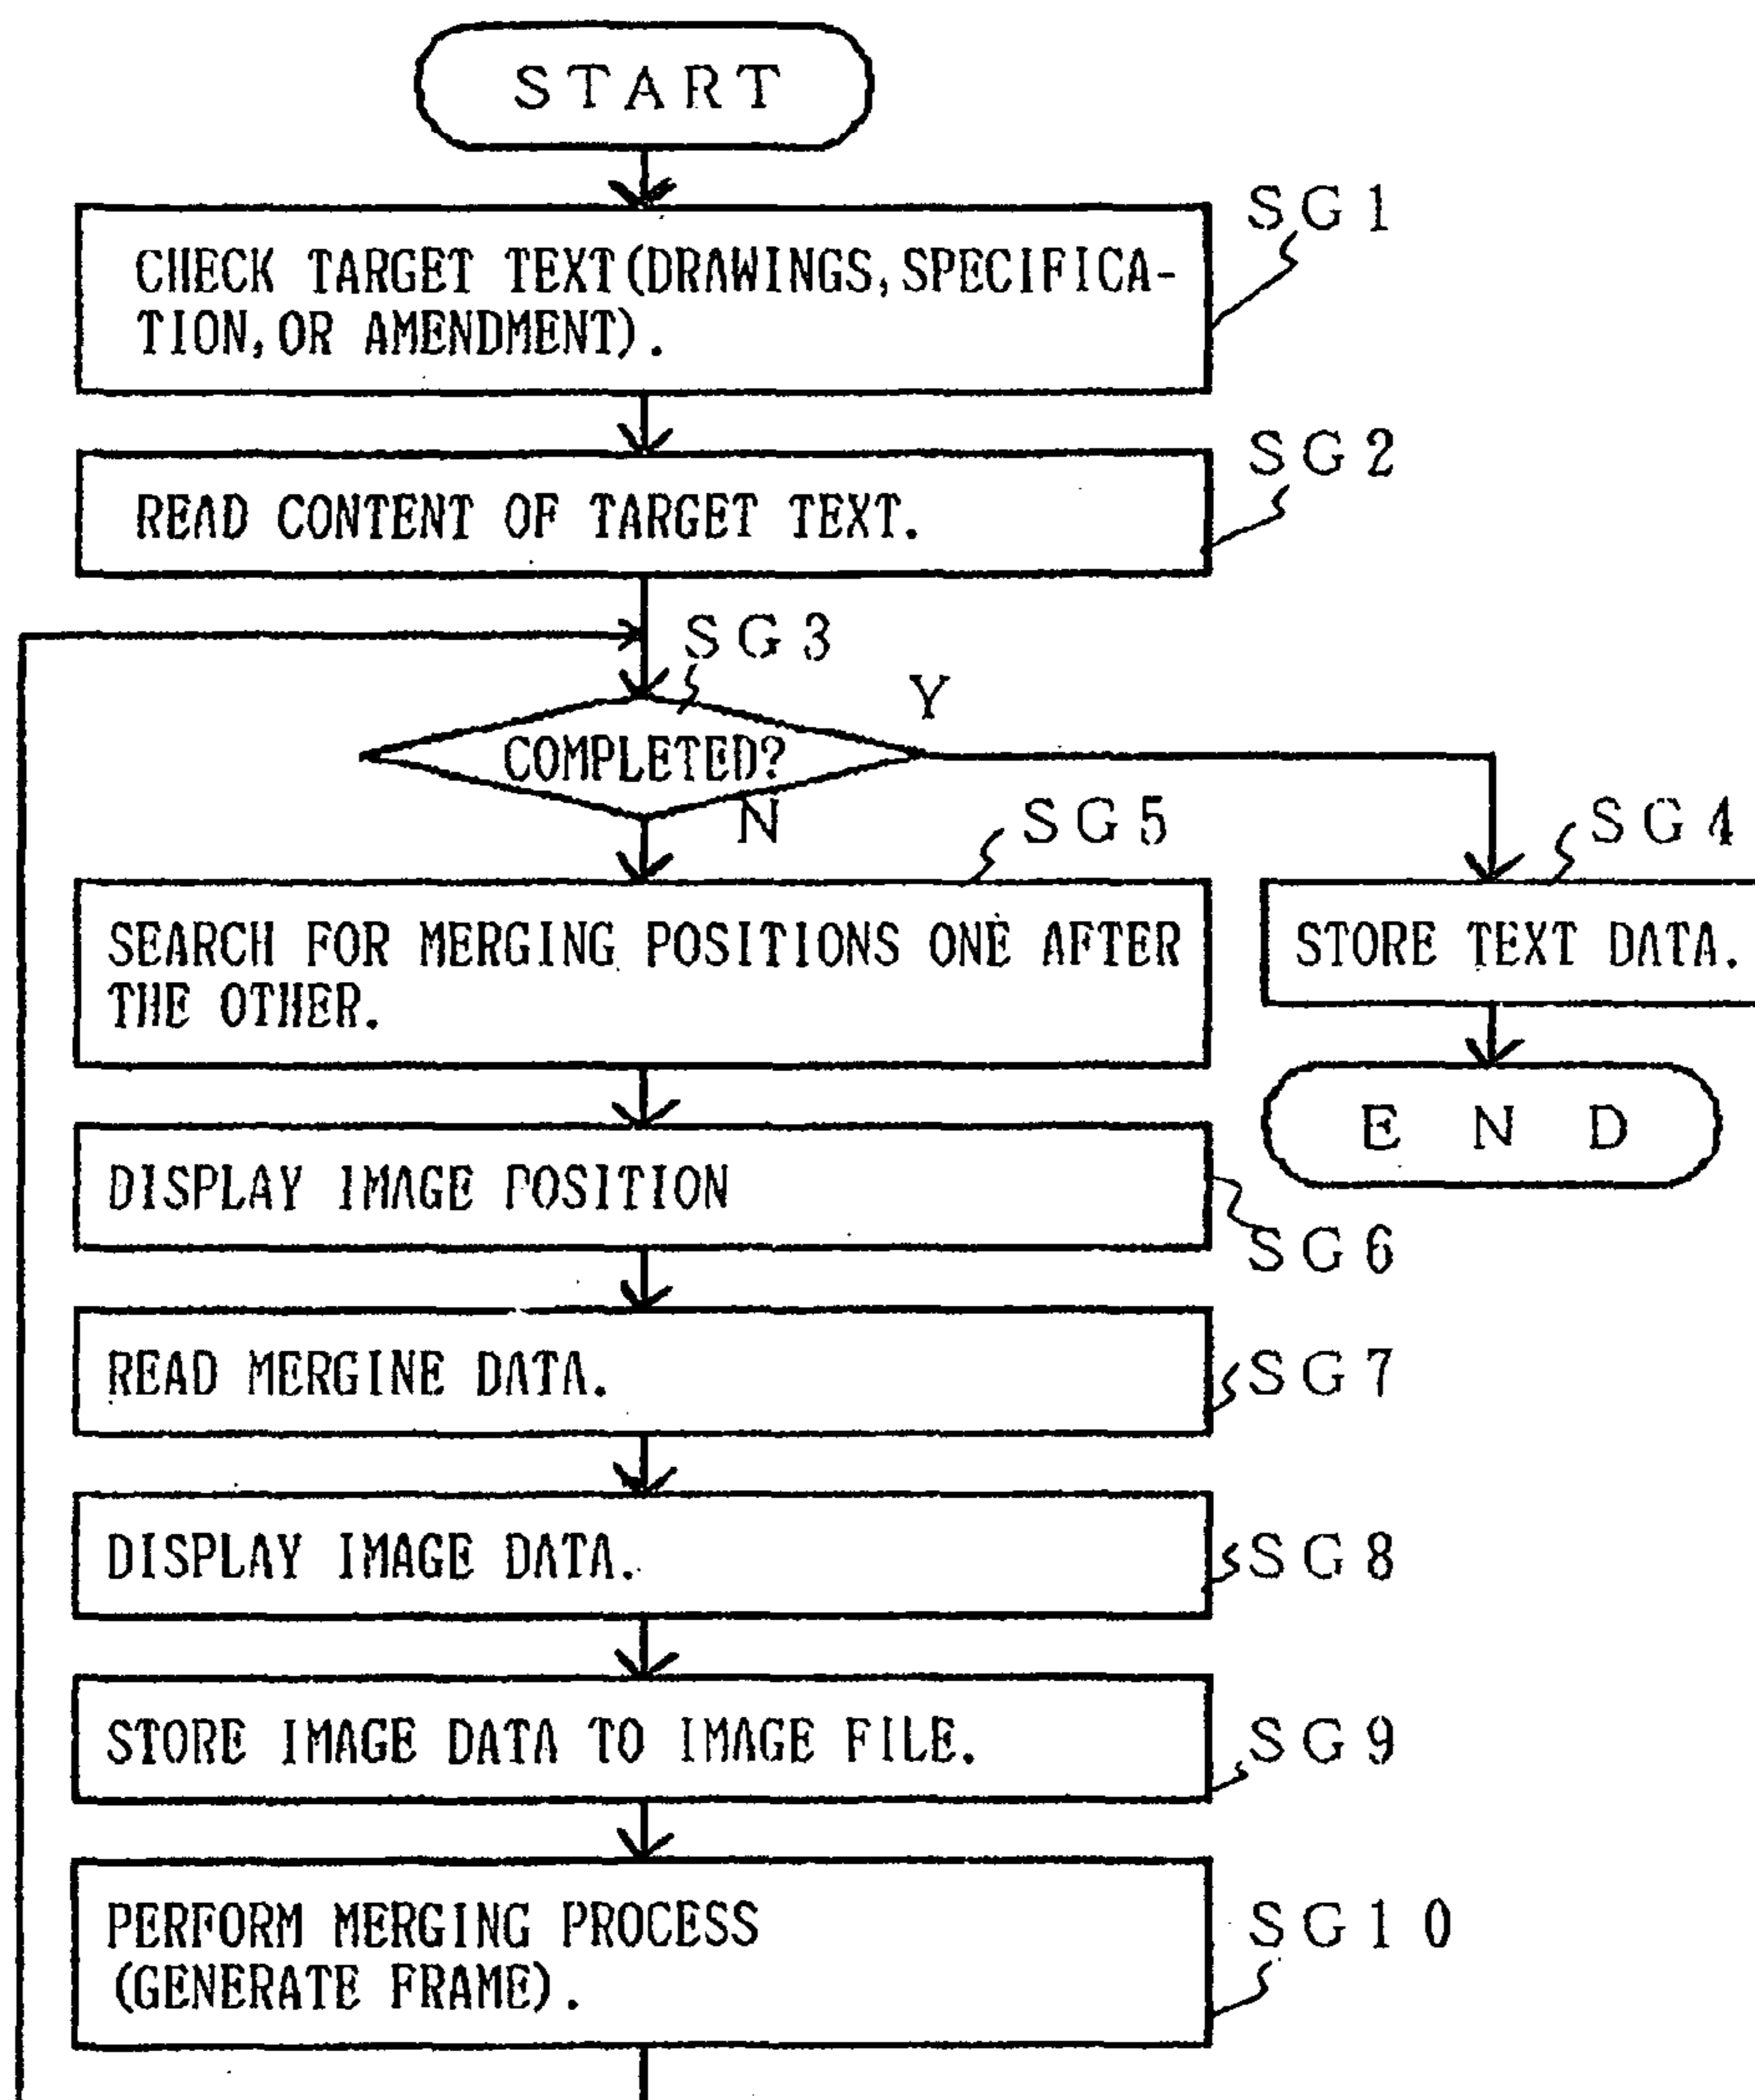 START
SG1
CHECK TARGET TEXT(DRAWINGS,SPECIFICA-
TION,OR AMENDMENT).
SG2
READ CONTENT OF TARGET TEXT.
SG3
Y
COMPLETED?
N
SG5
SG4
SEARCH FOR MERGING POSITIONS ONE AFTER
THE OTHER.
STORE TEXT DATA.
END
DISPLAY IMAGE POSITION
SG6
READ MERGINE DATA.
SG7
DISPLAY IMAGE DATA.
SG8
STORE IMAGE DATA TO IMAGE FILE.
SG9
PERFORM MERGING PROCESS
(GENERATE FRAME).
SG10